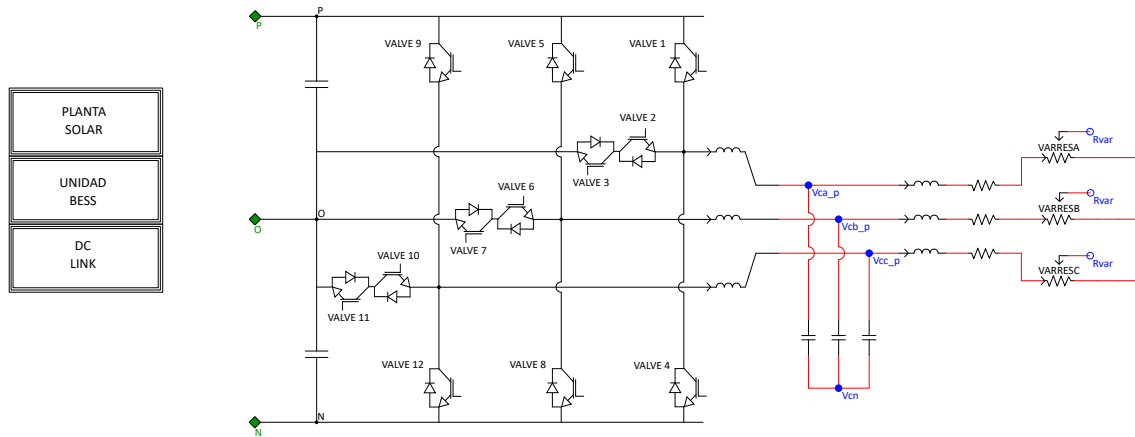 PLANTA
SOLAR
UNIDAD
BESS
DC
LINK
P
P
VALVE 9
VALVE 5
VALVE 1
VALVE 2
VALVE 3
VALVE 6
VALVE 7
O
O
VALVE 10
VALVE 11
VALVE 12
VALVE 8
VALVE 4
N
N
Vca_p
Vcb_p
Vcc_p
Vcn
Rvar
VARRESA
Rvar
VARRESB
Rvar
VARRESC